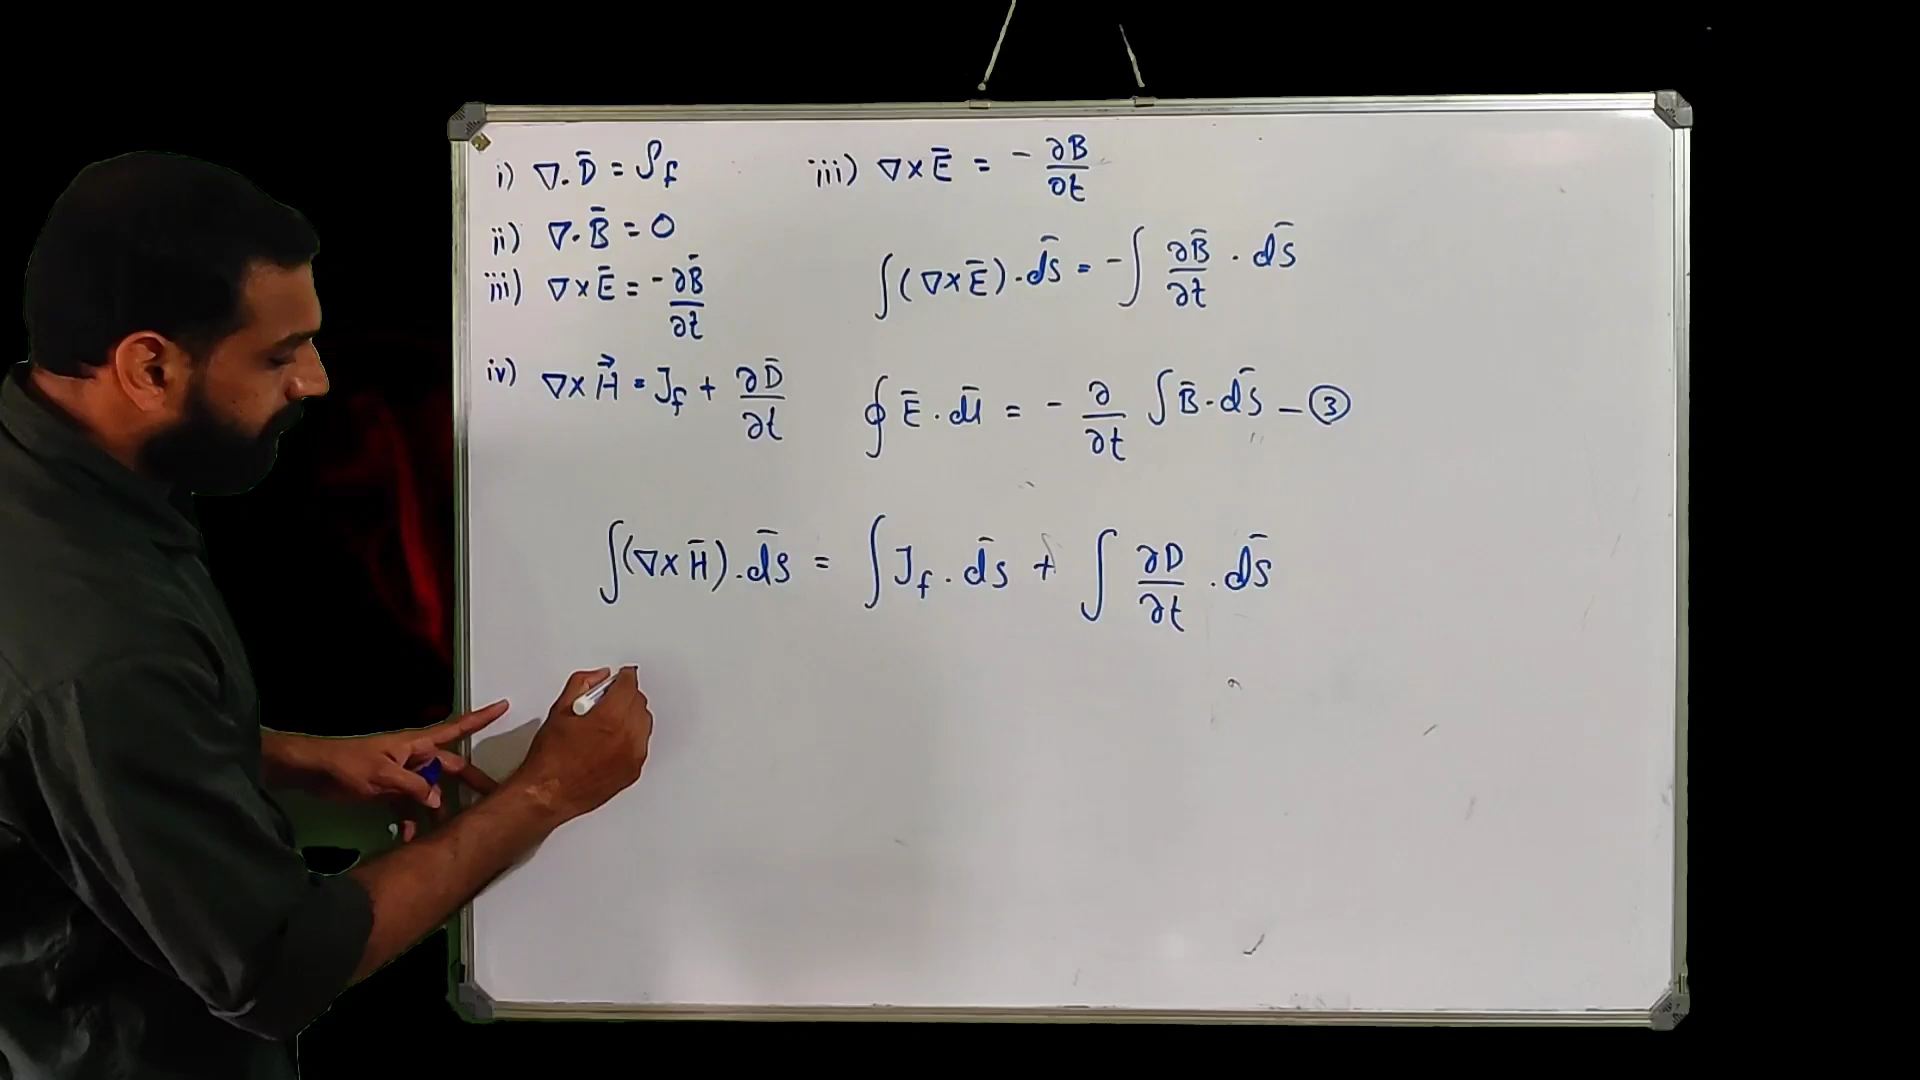 i) ∇.D̄ = ρf
ii) ∇.B̄ = 0
iii) ∇×Ē = -∂B̄/∂t
iv) ∇×H⃗ = Jf + ∂D̄/∂t
iii) ∇×Ē = -∂B/∂t
∫(∇×Ē).ds̄ = -∫ ∂B̄/∂t . ds̄
∮ Ē.dl̄ = - ∂/∂t ∫B̄.ds̄ – ③
∫(∇×H̄).ds̄ = ∫Jf.ds̄ + ∫ ∂D/∂t . ds̄